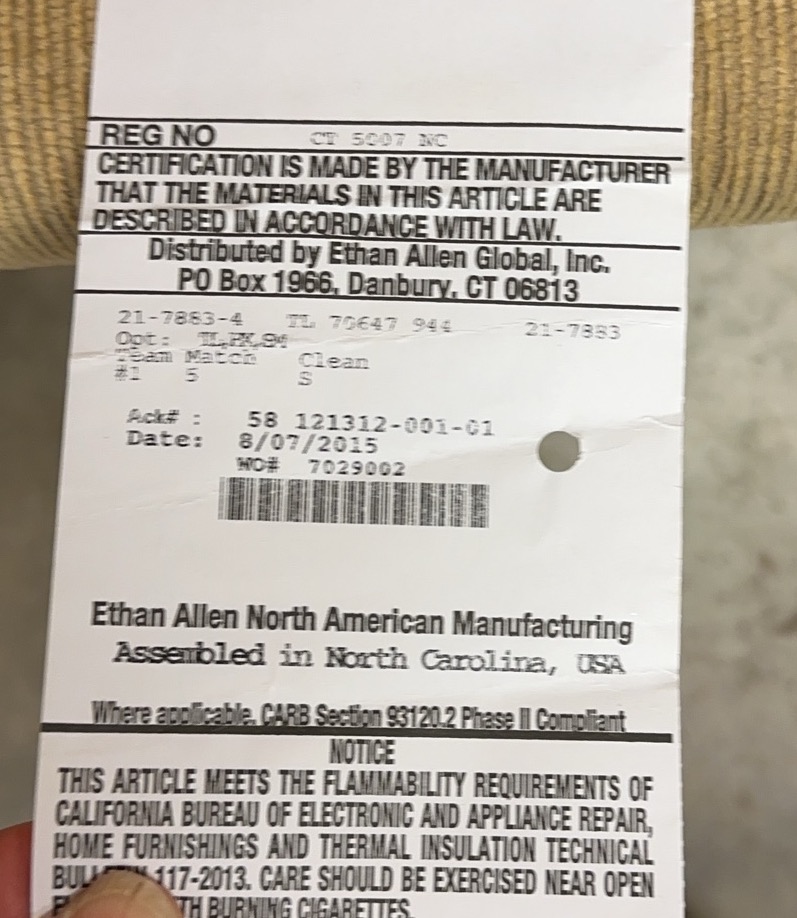 REG NO CT 5007 NC
CERTIFICATION IS MADE BY THE MANUFACTURER
THAT THE MATERIALS IN THIS ARTICLE ARE
DESCRIBED IN ACCORDANCE WITH LAW.
Distributed by Ethan Allen Global, Inc.
PO Box 1966, Danbury, CT 06813
21-7883-4 TL 70647 944 21-7883
Opt:
Match Clean
#1 5 S
Ack# : 58 121312-001-01
Date: 8/07/2015
WO# 7029002
Ethan Allen North American Manufacturing
Assembled in North Carolina, USA
Where applicable, CARB Section 93120.2 Phase II Compliant
NOTICE
THIS ARTICLE MEETS THE FLAMMABILITY REQUIREMENTS OF
CALIFORNIA BUREAU OF ELECTRONIC AND APPLIANCE REPAIR,
HOME FURNISHINGS AND THERMAL INSULATION TECHNICAL
117-2013. CARE SHOULD BE EXERCISED NEAR OPEN
BURNING CIGARETTES